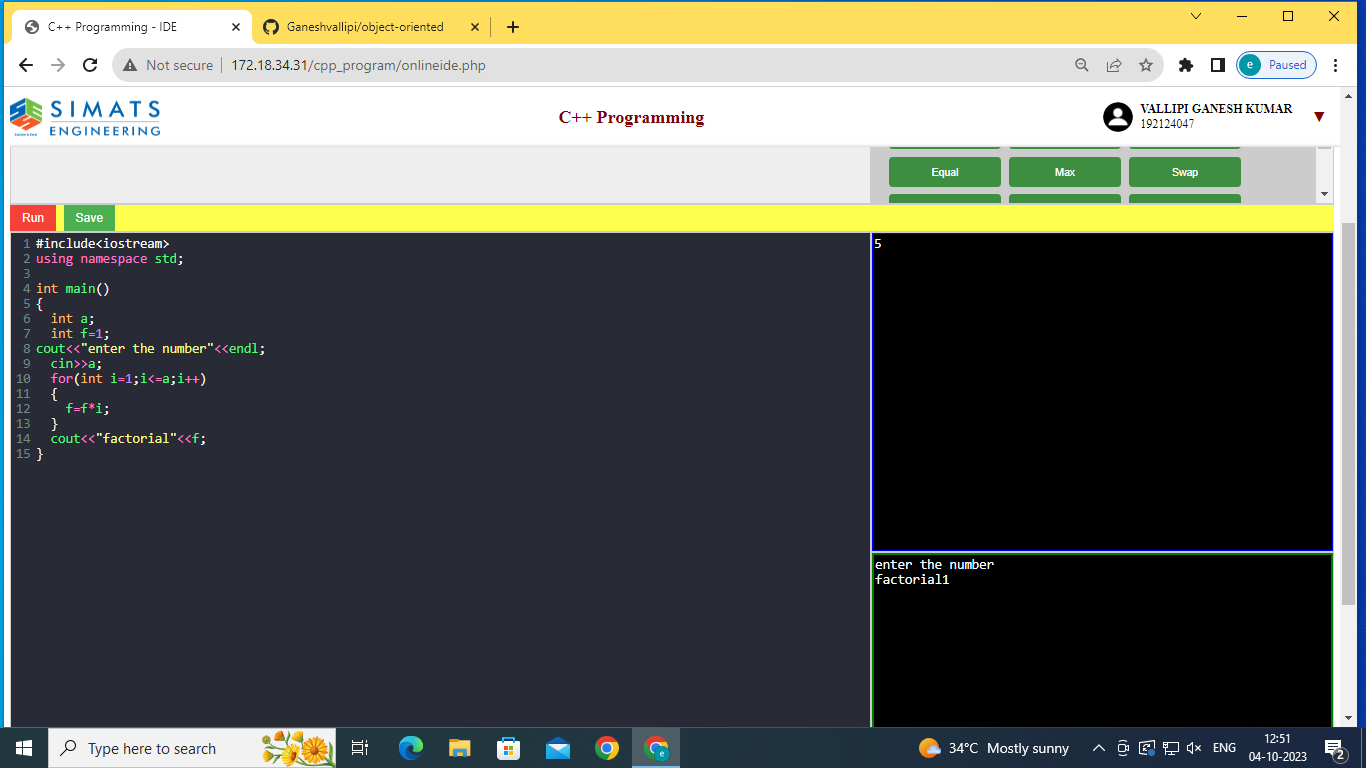 C++ Programming - IDE
Ganeshvallipi/object-oriented
Not secure
172.18.34.31/cpp_program/onlineide.php
e Paused
SIMATS
ENGINEERING
C++ Programming
VALLIPI GANESH KUMAR
192124047
Equal
Max
Swap
Run
Save
1 #include<iostream>
2 using namespace std;
3
4 int main()
5 {
6 int a;
7 int f=1;
8 cout<<"enter the number"<<endl;
9 cin>>a;
10 for(int i=1;i<=a;i++)
11 {
12 f=f*i;
13 }
14 cout<<"factorial"<<f;
15 }
5
enter the number
factorial1
Type here to search
34°C Mostly sunny
ENG
12:51
04-10-2023
2